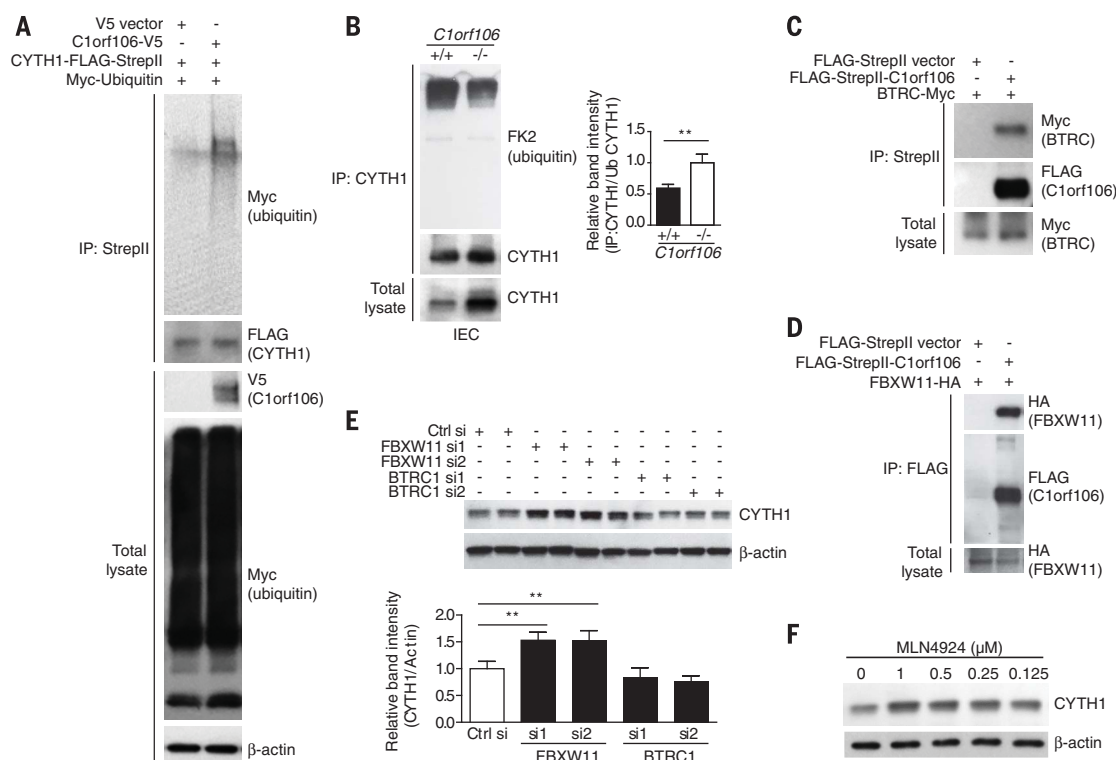 A
V5 vector + -
C1orf106-V5 - +
CYTH1-FLAG-StrepII + +
Myc-Ubiquitin + +
IP: StrepII
Myc
(ubiquitin)
FLAG
(CYTH1)
V5
(C1orf106)
Total
lysate
Myc
(ubiquitin)
β-actin
B
C1orf106
+/+ -/-
IP: CYTH1
FK2
(ubiquitin)
CYTH1
Total
lysate
CYTH1
IEC
Relative band intensity
(IP:CYTH1/Ub CYTH1)
1.5
1.0
0.5
0.0
**
+/+ -/-
C1orf106
C
FLAG-StrepII vector + -
FLAG-StrepII-C1orf106 - +
BTRC-Myc + +
IP: StrepII
Myc
(BTRC)
FLAG
(C1orf106)
Total
lysate
Myc
(BTRC)
D
FLAG-StrepII vector + -
FLAG-StrepII-C1orf106 - +
FBXW11-HA + +
IP: FLAG
HA
(FBXW11)
FLAG
(C1orf106)
Total
lysate
HA
(FBXW11)
E
Ctrl si + + - - - - - - - -
FBXW11 si1 - - + + - - - - - -
FBXW11 si2 - - - - + + - - - -
BTRC1 si1 - - - - - - + + - -
BTRC1 si2 - - - - - - - - + +
CYTH1
β-actin
Relative band intensity
(CYTH1/Actin)
2.0
1.5
1.0
0.5
0.0
**
**
Ctrl si si1 si2 si1 si2
FBXW11 BTRC1
F
MLN4924 (µM)
0 1 0.5 0.25 0.125
CYTH1
β-actin